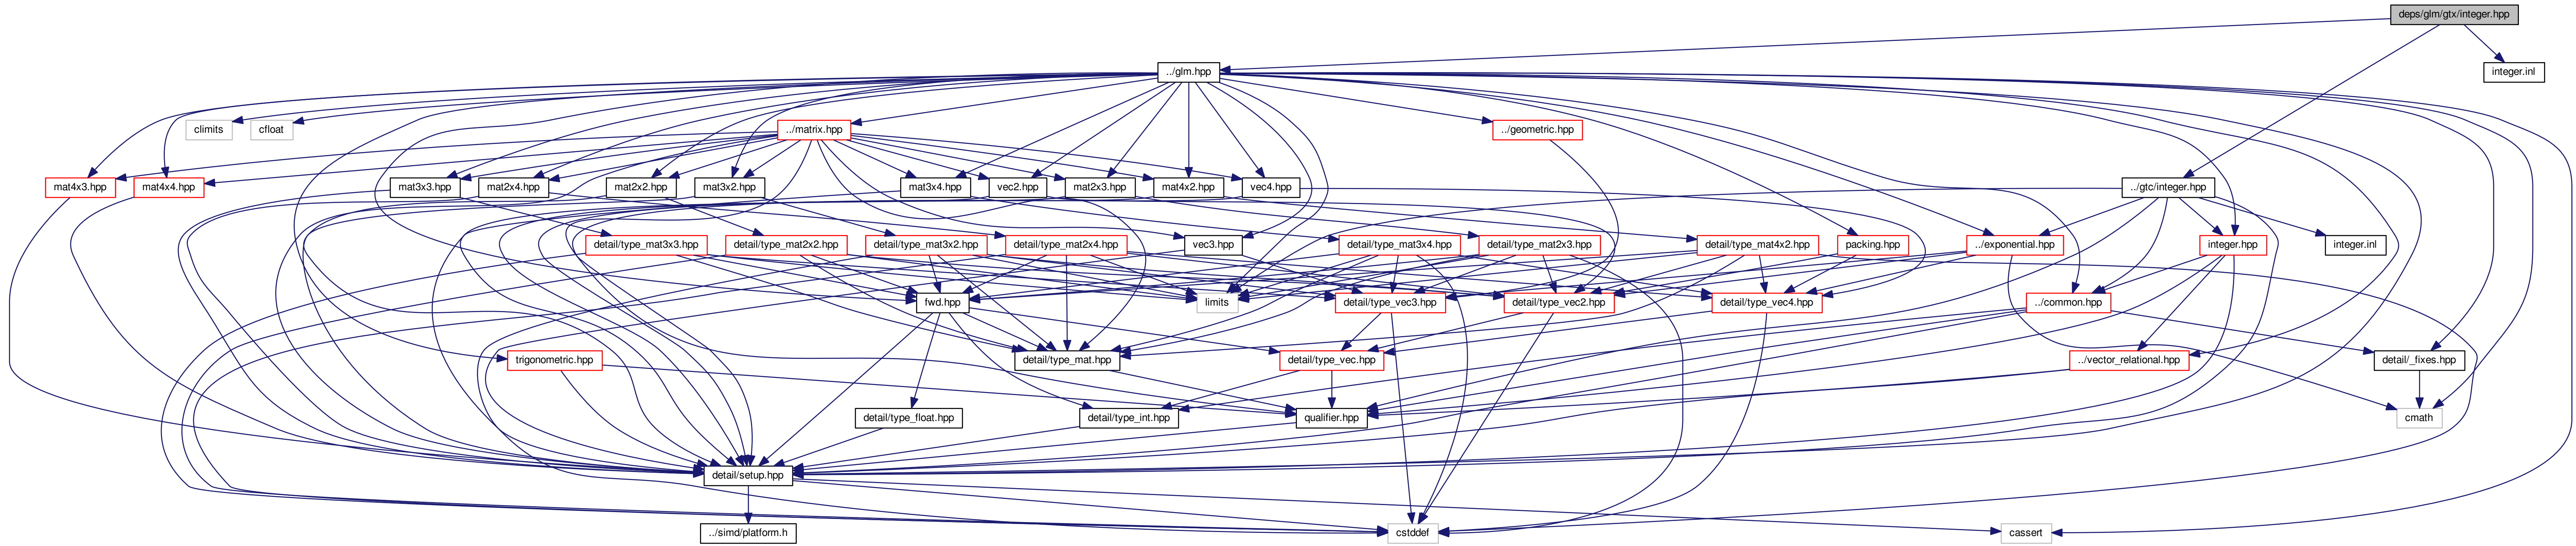 deps/glm/gtx/integer.hpp
../glm.hpp
integer.inl
climits
cfloat
../matrix.hpp
../geometric.hpp
mat4x3.hpp
mat4x4.hpp
mat3x3.hpp
mat2x4.hpp
mat2x2.hpp
mat3x2.hpp
mat3x4.hpp
vec2.hpp
mat2x3.hpp
mat4x2.hpp
vec4.hpp
../gtc/integer.hpp
detail/type_mat3x3.hpp
detail/type_mat2x2.hpp
detail/type_mat3x2.hpp
detail/type_mat2x4.hpp
vec3.hpp
detail/type_mat3x4.hpp
detail/type_mat2x3.hpp
detail/type_mat4x2.hpp
packing.hpp
../exponential.hpp
integer.hpp
integer.inl
fwd.hpp
limits
detail/type_vec3.hpp
detail/type_vec2.hpp
detail/type_vec4.hpp
../common.hpp
trigonometric.hpp
detail/type_mat.hpp
detail/type_vec.hpp
../vector_relational.hpp
detail/_fixes.hpp
detail/type_float.hpp
detail/type_int.hpp
qualifier.hpp
cmath
detail/setup.hpp
../simd/platform.h
cstddef
cassert